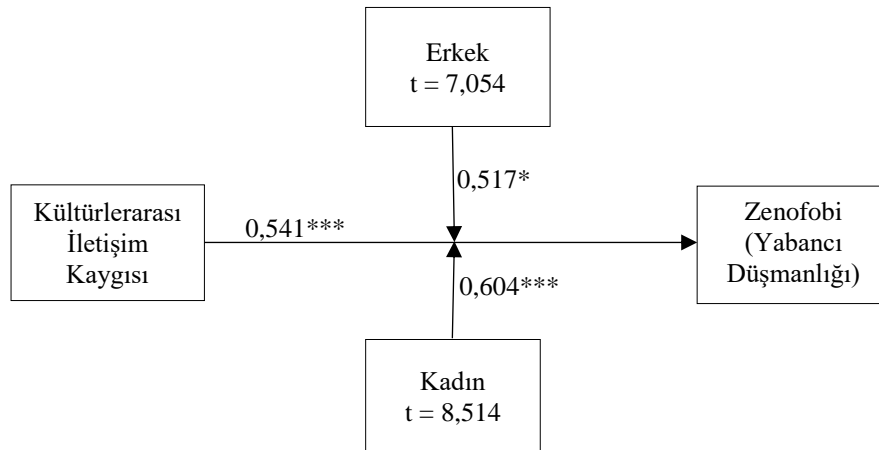 Erkek
t = 7,054
0,517*
Kültürlerarası
İletişim
Kaygısı
0,541***
Zenofobi
(Yabancı
Düşmanlığı)
0,604***
Kadın
t = 8,514